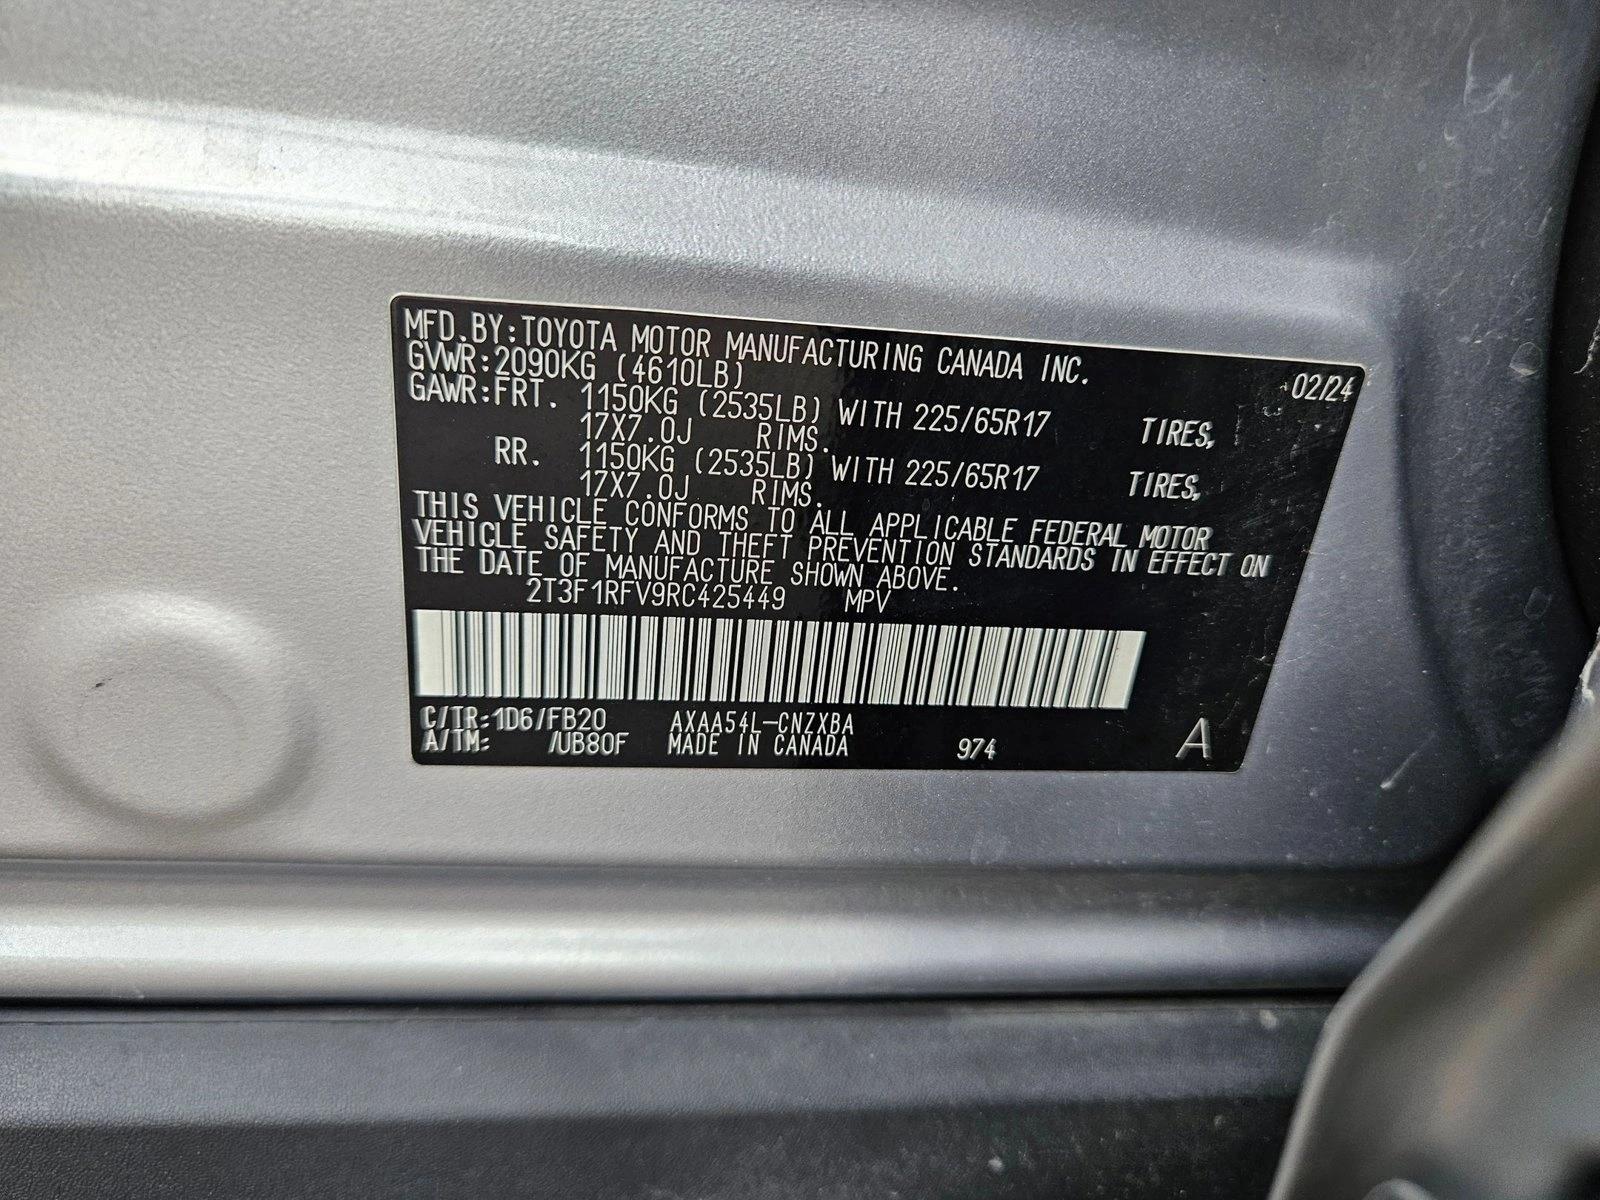 MFD.BY:TOYOTA MOTOR MANUFACTURING CANADA INC.
GVWR:2090KG (4610LB) 02/24
GAWR:FRT. 1150KG (2535LB) WITH 225/65R17 TIRES,
17X7.0J RIMS.
RR. 1150KG (2535LB) WITH 225/65R17 TIRES,
17X7.0J RIMS.
THIS VEHICLE CONFORMS TO ALL APPLICABLE FEDERAL MOTOR
VEHICLE SAFETY AND THEFT PREVENTION STANDARDS IN EFFECT ON
THE DATE OF MANUFACTURE SHOWN ABOVE.
2T3F1RFV9RC425449 MPV
C/TR:1D6/FB20 AXAA54L-CNZXBA
A/TM: /UB80F MADE IN CANADA 974 A